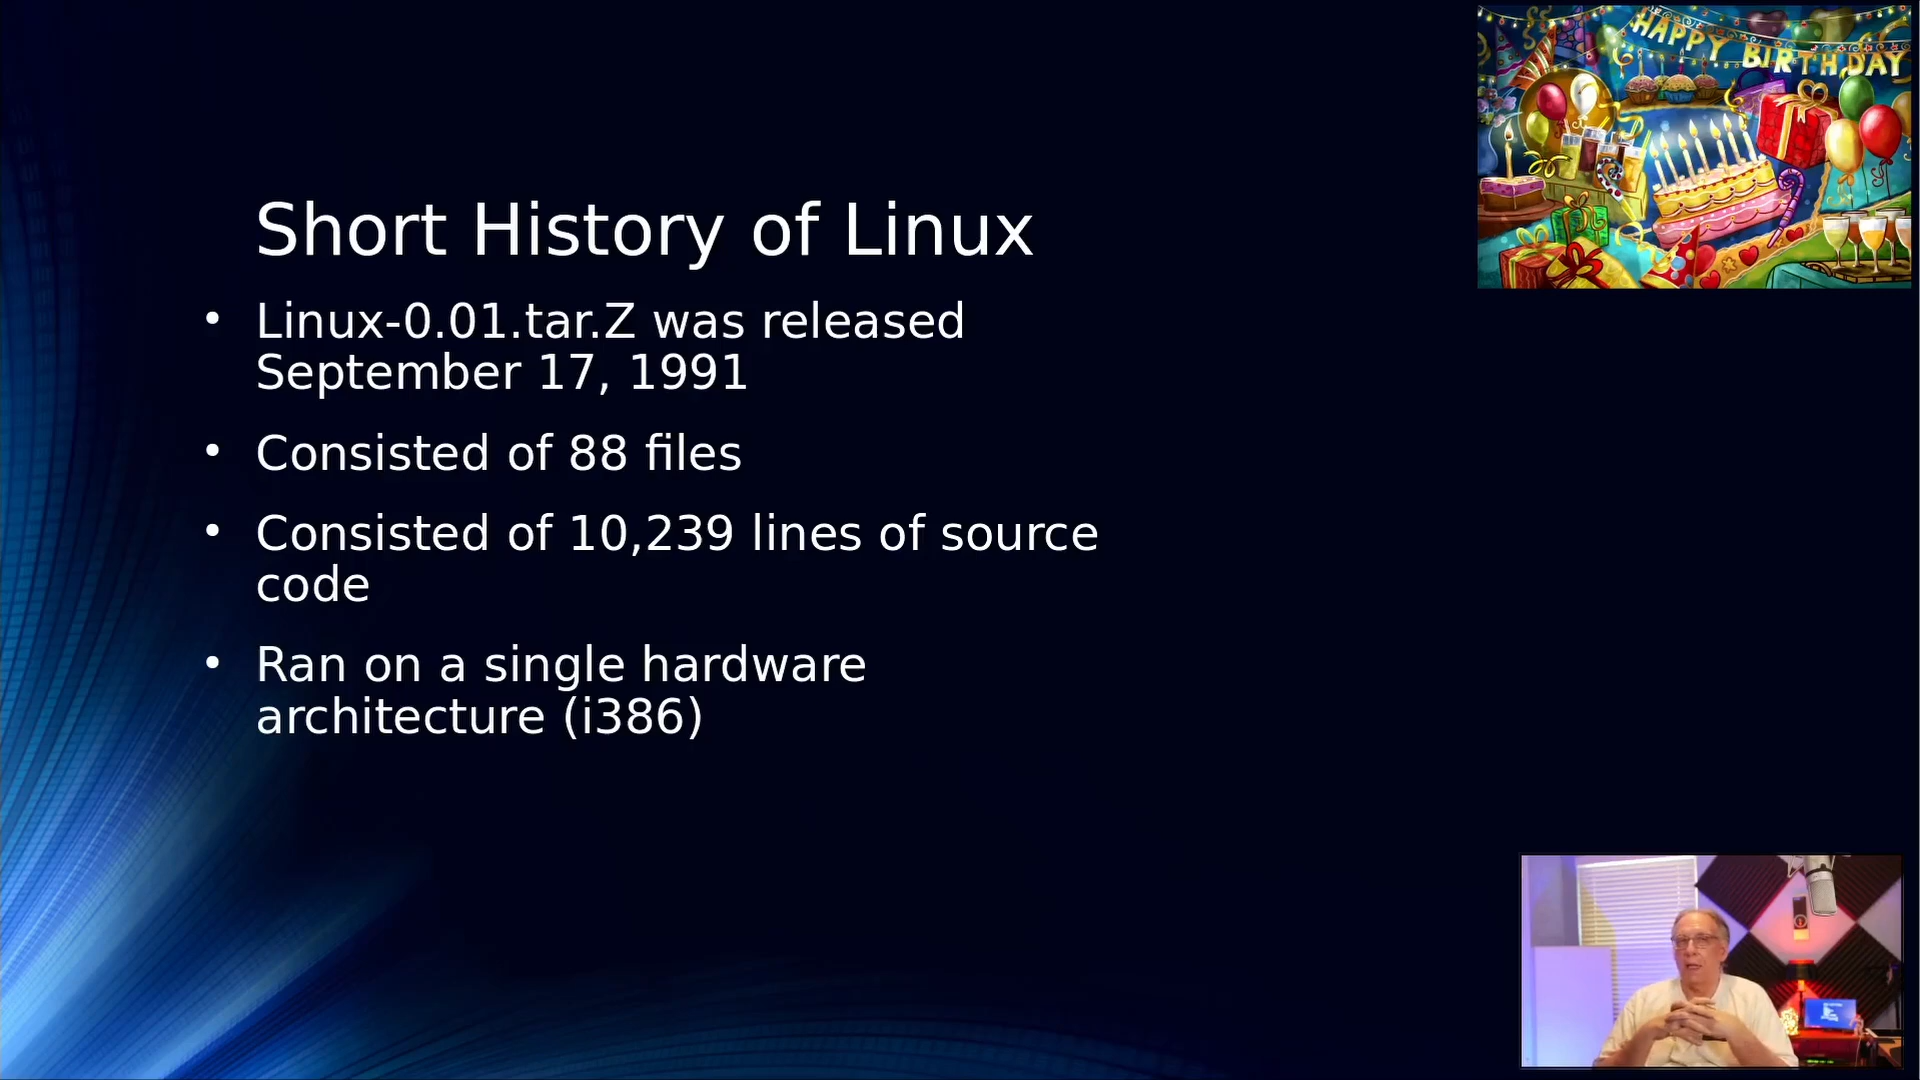 HAPPY BIRTHDAY
Short History of Linux
• Linux-0.01.tar.Z was released
September 17, 1991
• Consisted of 88 files
• Consisted of 10,239 lines of source
code
• Ran on a single hardware
architecture (i386)